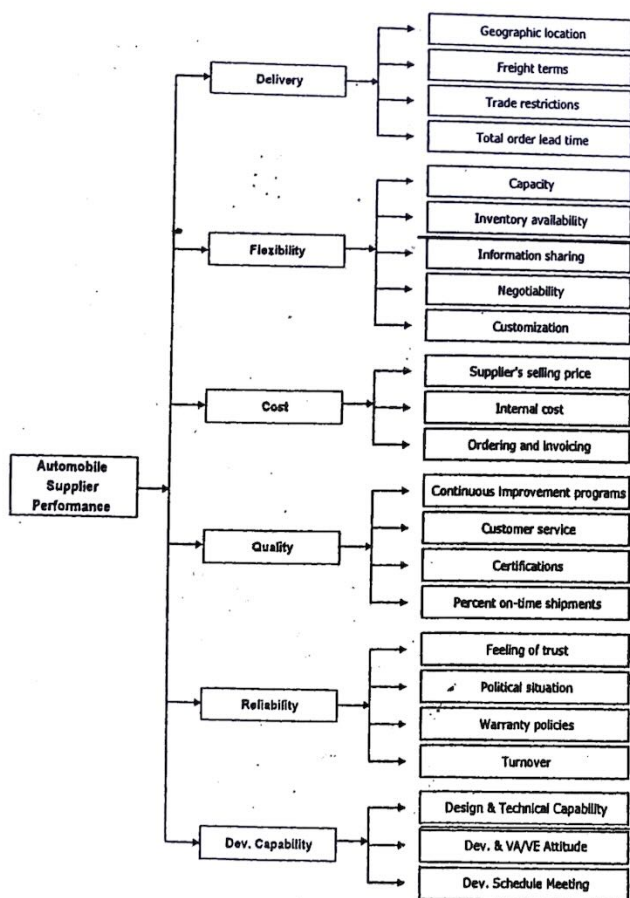 Automobile
Supplier
Performance
Delivery
Geographic location
Freight terms
Trade restrictions
Total order lead time
Flexibility
Capacity
Inventory availability
Information sharing
Negotiability
Customization
Cost
Supplier's selling price
Internal cost
Ordering and invoicing
Quality
Continuous Improvement programs
Customer service
Certifications
Percent on-time shipments
Reliability
Feeling of trust
Political situation
Warranty policies
Turnover
Dev. Capability
Design & Technical Capability
Dev. & VA/VE Attitude
Dev. Schedule Meeting